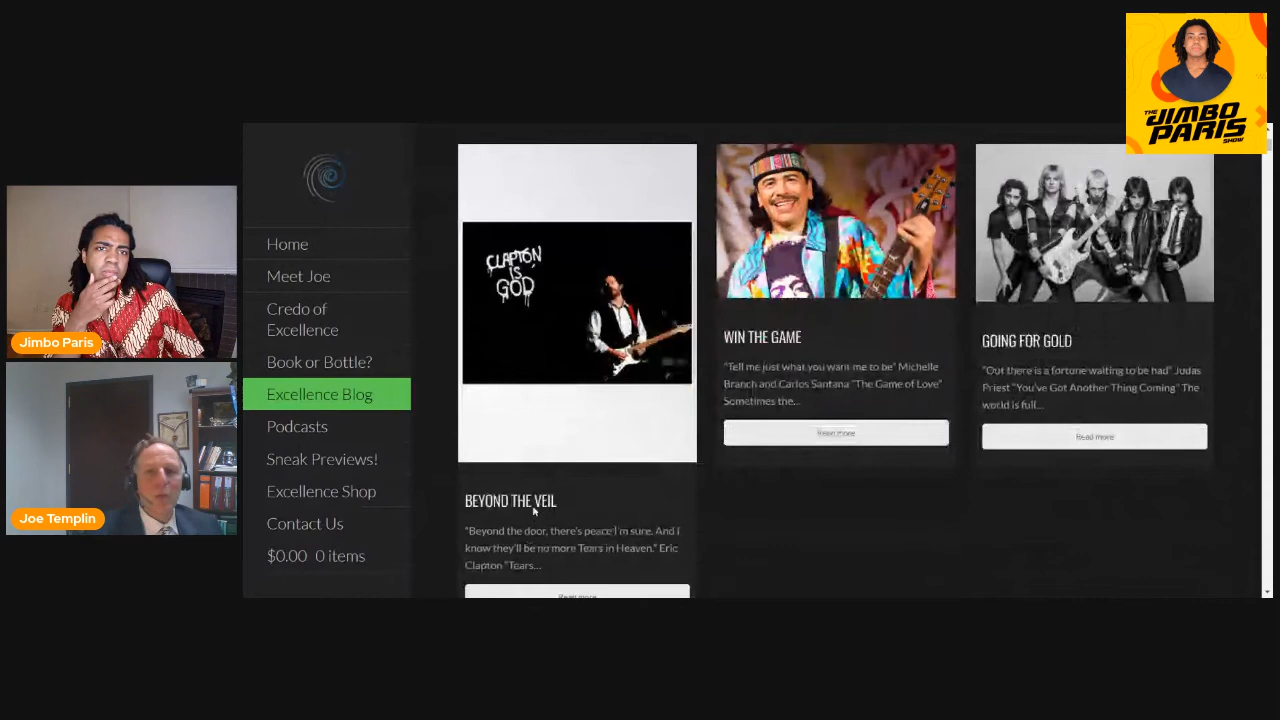 THE
JIMBO
PARIS
SHOW
Jimbo Paris
Joe Templin
Home
Meet Joe
Credo of
Excellence
Book or Bottle?
Excellence Blog
Podcasts
Sneak Previews!
Excellence Shop
Contact Us
$0.00 0 items
CLAPTON
IS
GOD
BEYOND THE VEIL
"Beyond the door, there's peace I'm sure. And I
know they'll be no more Tears in Heaven." Eric
Clapton "Tears...
Read more
WIN THE GAME
"Tell me just what you want me to be" Michelle
Branch and Carlos Santana "The Game of Love"
Sometimes the...
Read more
GOING FOR GOLD
"Out there is a fortune waiting to be had" Judas
Priest "You've Got Another Thing Coming" The
world is full...
Read more